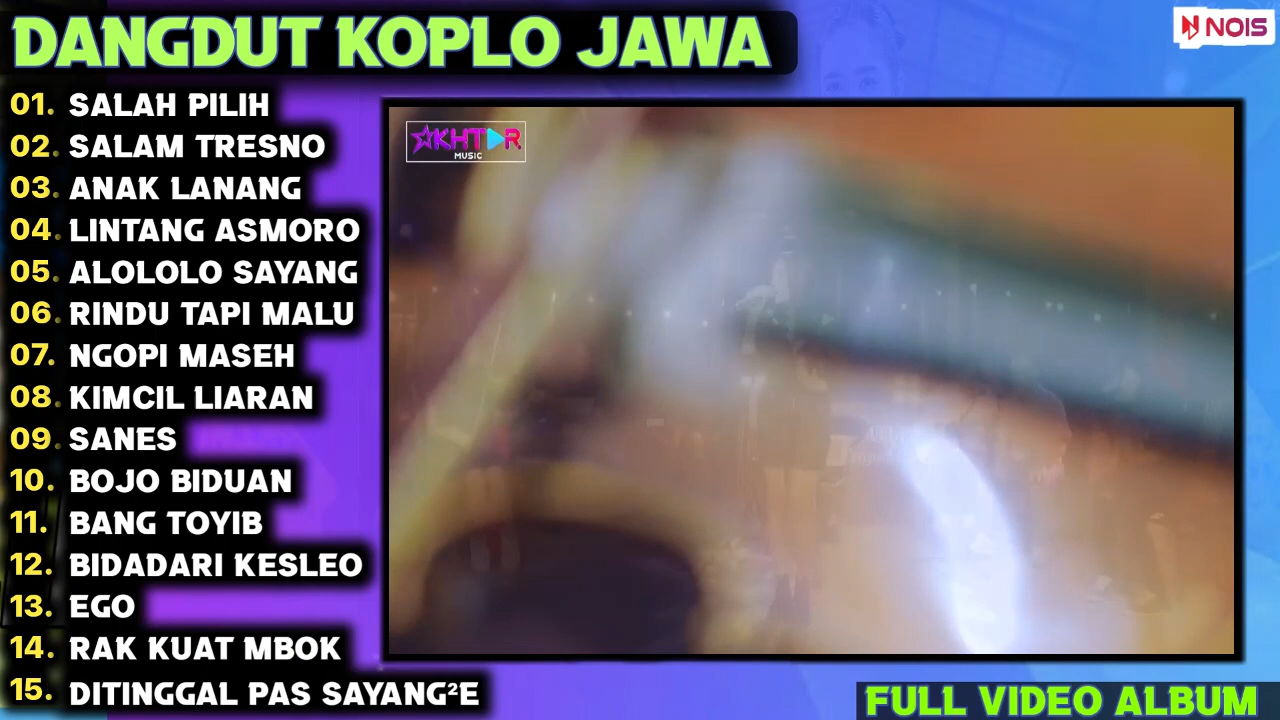 DANGDUT KOPLO JAWA
NOIS
01. SALAH PILIH
02. SALAM TRESNO
03. ANAK LANANG
04. LINTANG ASMORO
05. ALOLOLO SAYANG
06. RINDU TAPI MALU
07. NGOPI MASEH
08. KIMCIL LIARAN
09. SANES
10. BOJO BIDUAN
11. BANG TOYIB
12. BIDADARI KESLEO
13. EGO
14. RAK KUAT MBOK
15. DITINGGAL PAS SAYANG²E
AKHTAR
MUSIC
FULL VIDEO ALBUM